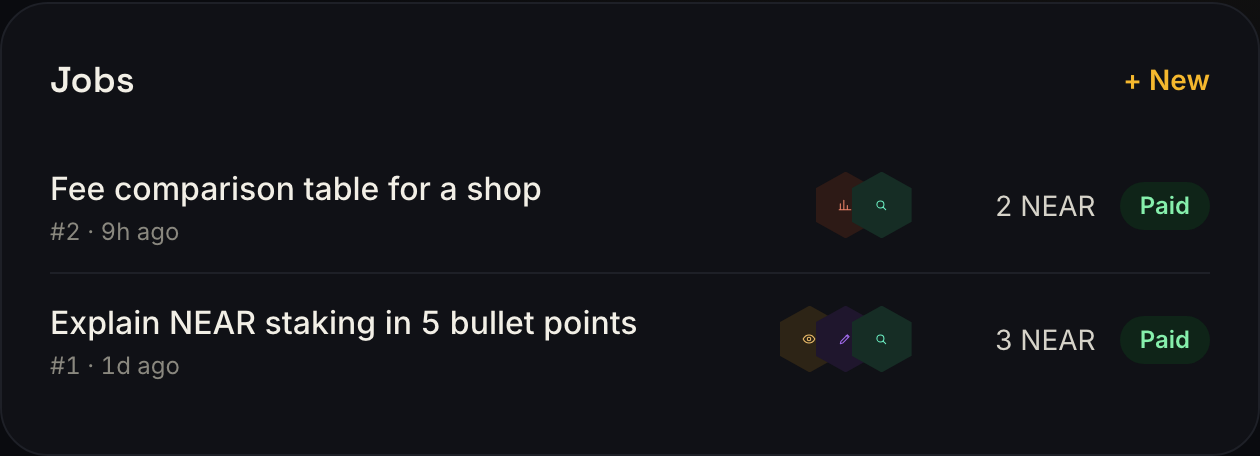 Jobs
+ New
Fee comparison table for a shop
#2 · 9h ago
2 NEAR
Paid
Explain NEAR staking in 5 bullet points
#1 · 1d ago
3 NEAR
Paid